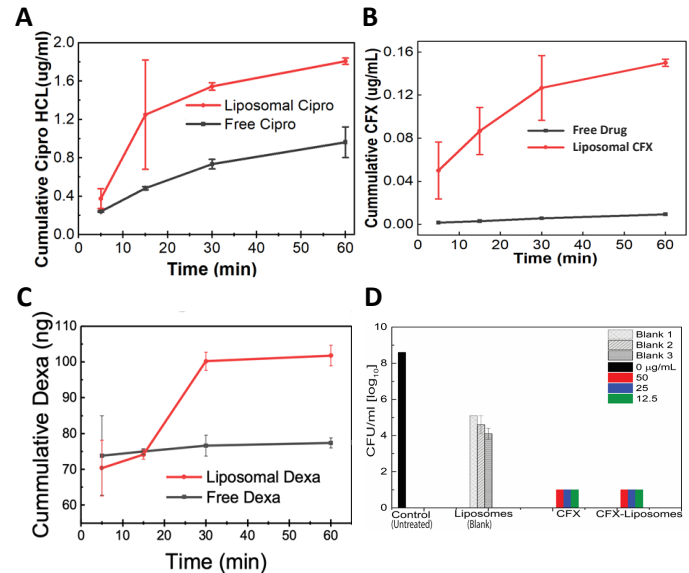 A
Cumulative Cipro HCL(ug/ml)
2.0
1.6
1.2
0.8
0.4
0.0
Liposomal Cipro
Free Cipro
0 10 20 30 40 50 60
Time (min)
B
Cummulative CFX (ug/mL)
0.16
0.12
0.08
0.04
0.00
Free Drug
Liposomal CFX
0 10 20 30 40 50 60
Time (min)
C
Cummulative Dexa (ng)
110
100
90
80
70
60
Liposomal Dexa
Free Dexa
0 10 20 30 40 50 60
Time (min)
D
CFU/ml [log10]
10
8
6
4
2
0
Blank 1
Blank 2
Blank 3
0 µg/mL
50
25
12.5
Control Liposomes CFX CFX-Liposomes
(Untreated) (Blank)